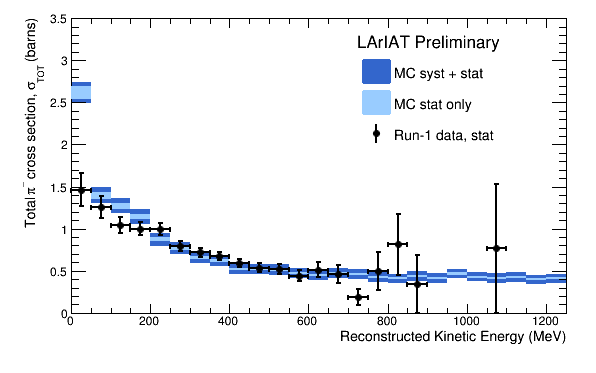 LArIAT Preliminary
MC syst + stat
MC stat only
Run-1 data, stat
Total π⁻ cross section, σ_TOT (barns)
3.5
3
2.5
2
1.5
1
0.5
0
0 200 400 600 800 1000 1200
Reconstructed Kinetic Energy (MeV)